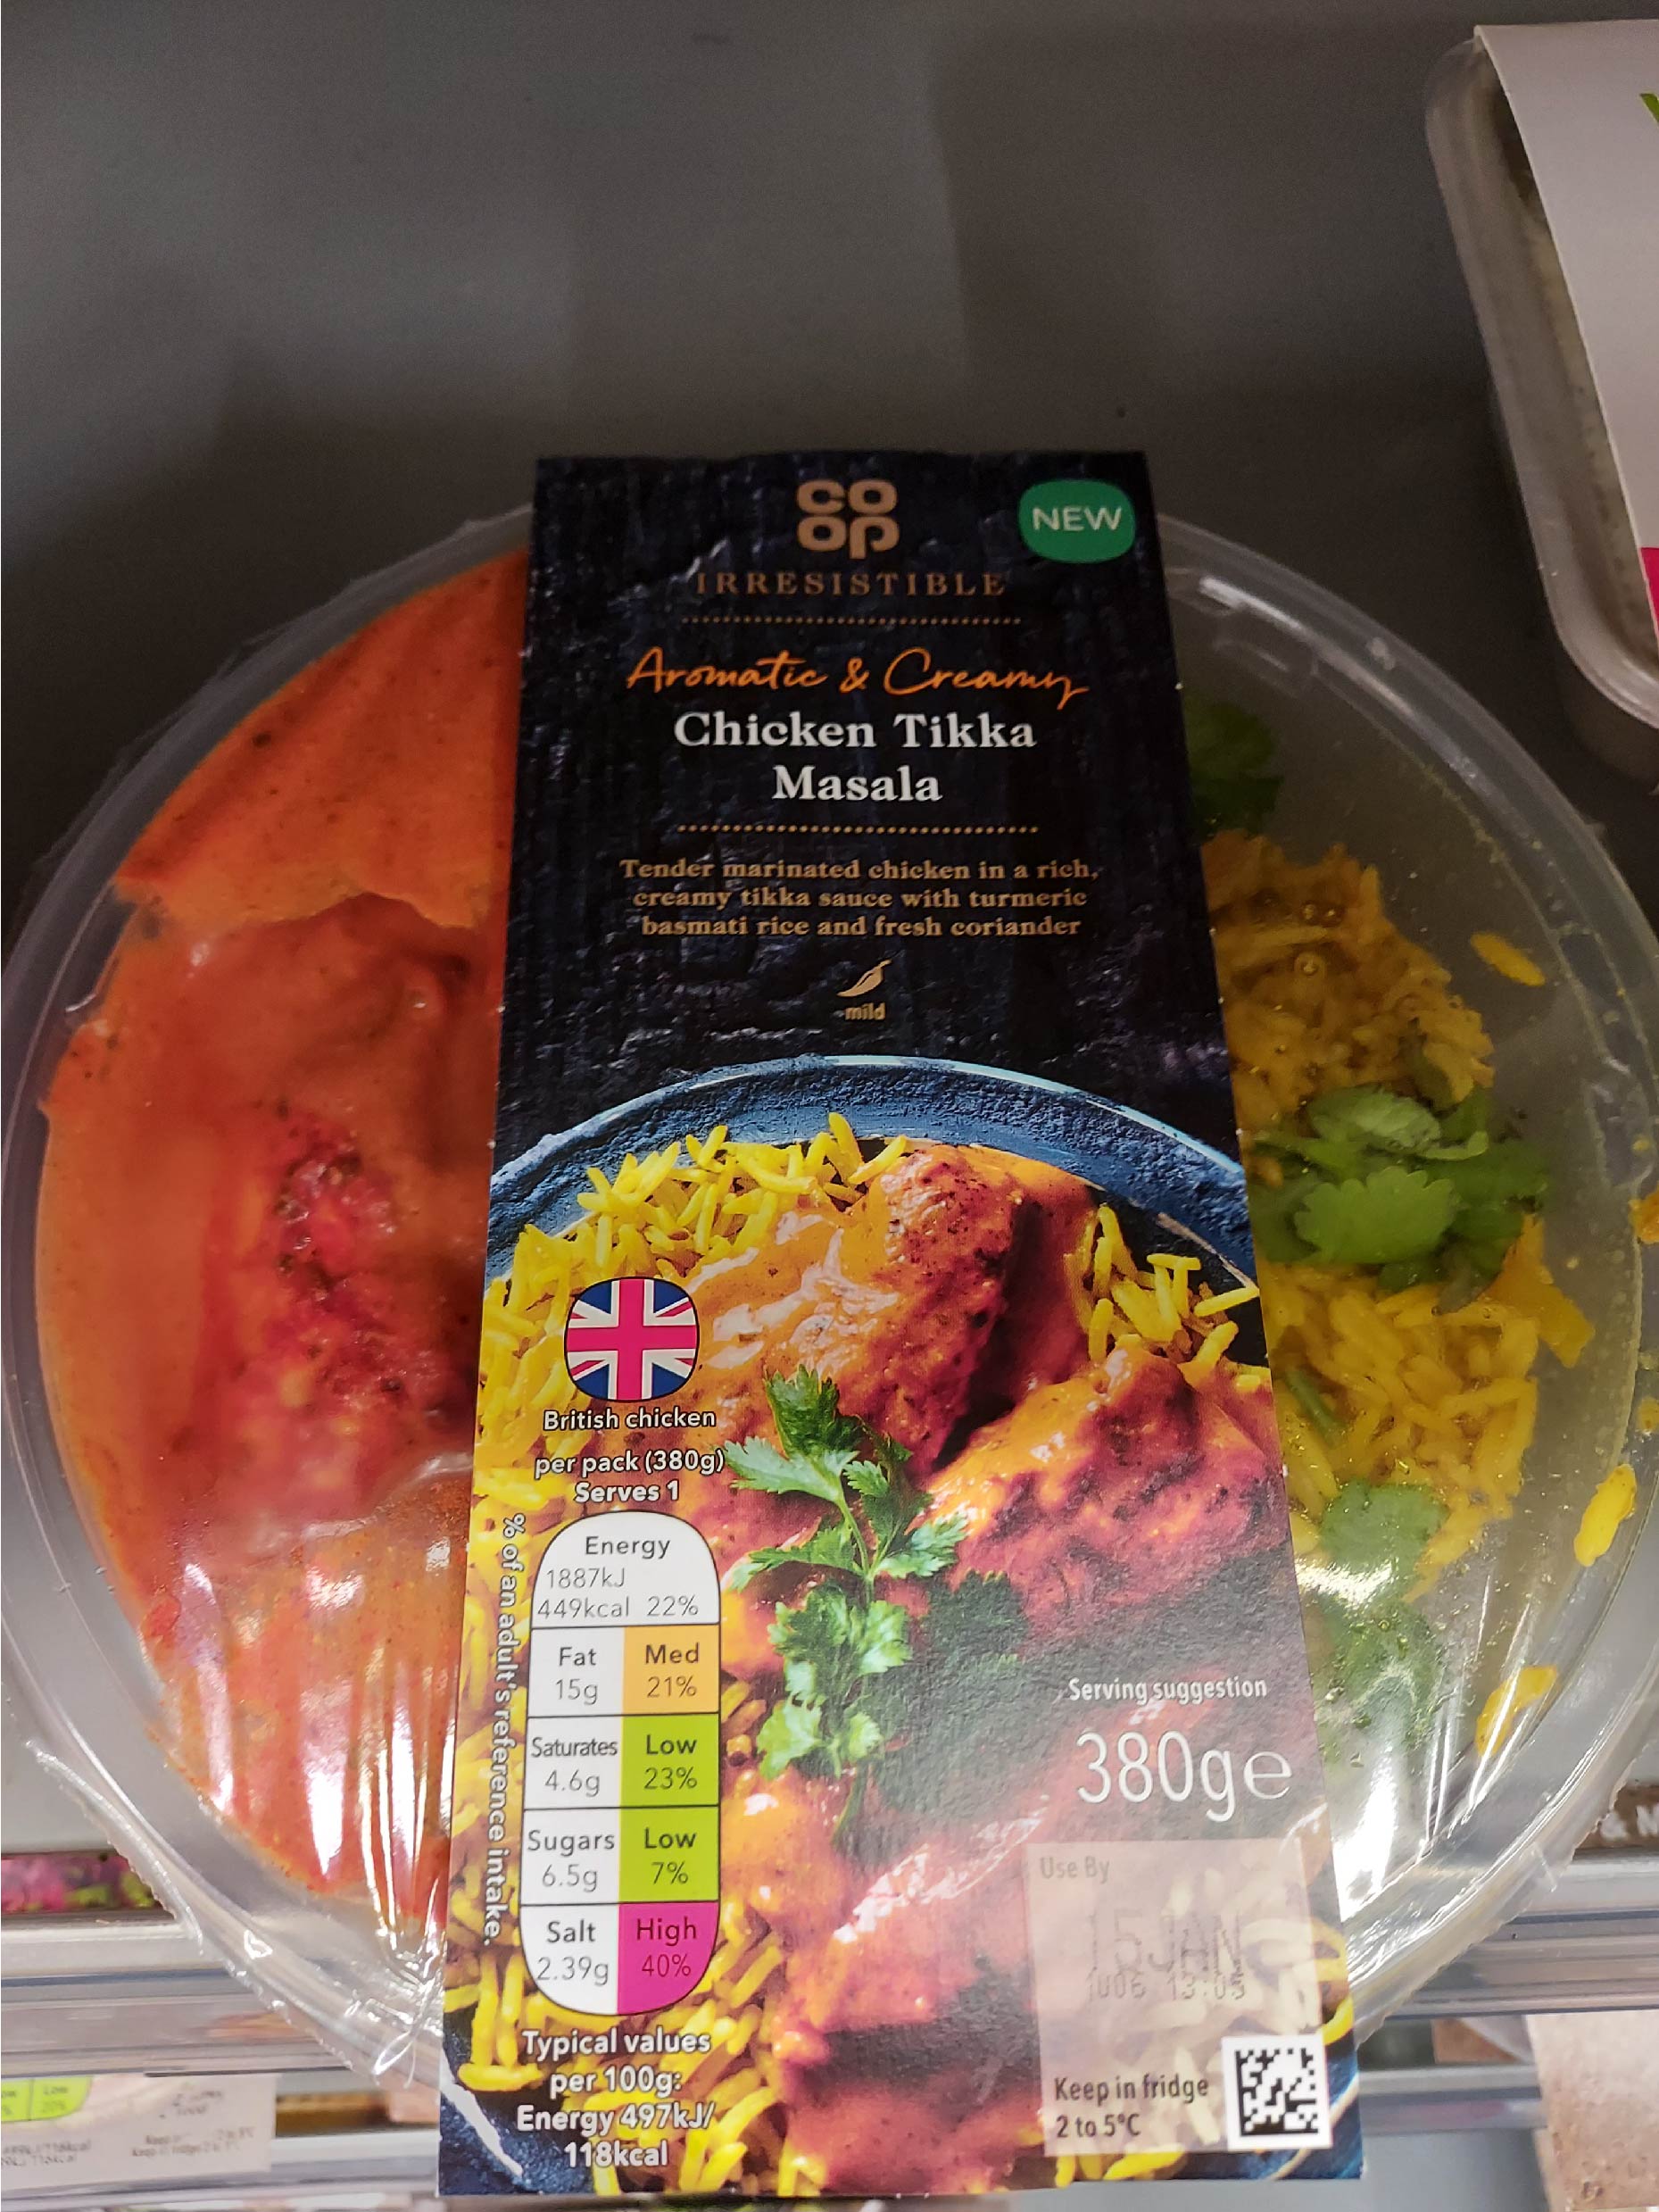 CO
OP
IRRESISTIBLE
NEW
Aromatic & Creamy
Chicken Tikka
Masala
Tender marinated chicken in a rich,
creamy tikka sauce with turmeric
basmati rice and fresh coriander
mild
British chicken
per pack (380g)
Serves 1
% of an adult's reference intake.
Energy
1887kJ
449kcal 22%
Fat Med
15g 21%
Saturates Low
4.6g 23%
Sugars Low
6.5g 7%
Salt High
2.39g 40%
Typical values
per 100g:
Energy 497kJ/
118kcal
Serving suggestion
380g℮
Use By
15 JAN
13:05
Keep in fridge
2 to 5°C